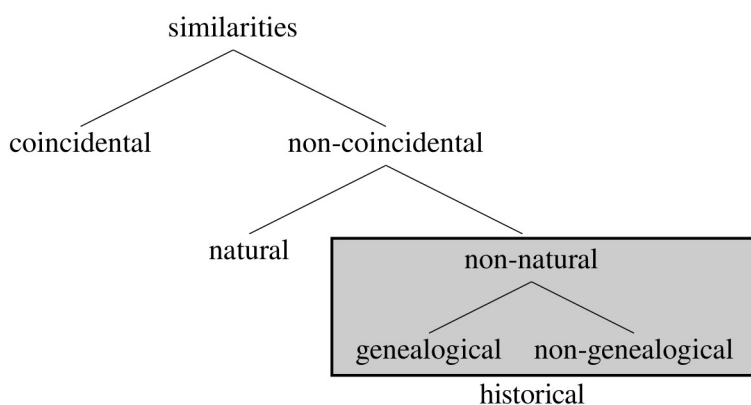 similarities
coincidental non-coincidental
natural
non-natural
genealogical non-genealogical
historical